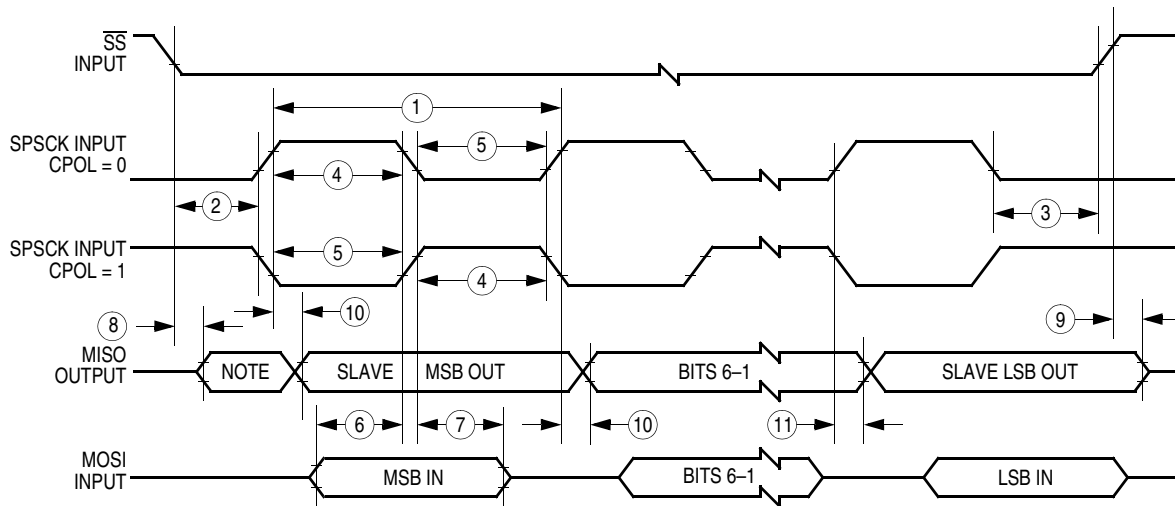 SS
INPUT
1
SPSCK INPUT
CPOL = 0
5
4
2
3
SPSCK INPUT
CPOL = 1
5
4
8
10
9
MISO
OUTPUT
NOTE
SLAVE MSB OUT
BITS 6–1
SLAVE LSB OUT
6
7
10
11
MOSI
INPUT
MSB IN
BITS 6–1
LSB IN